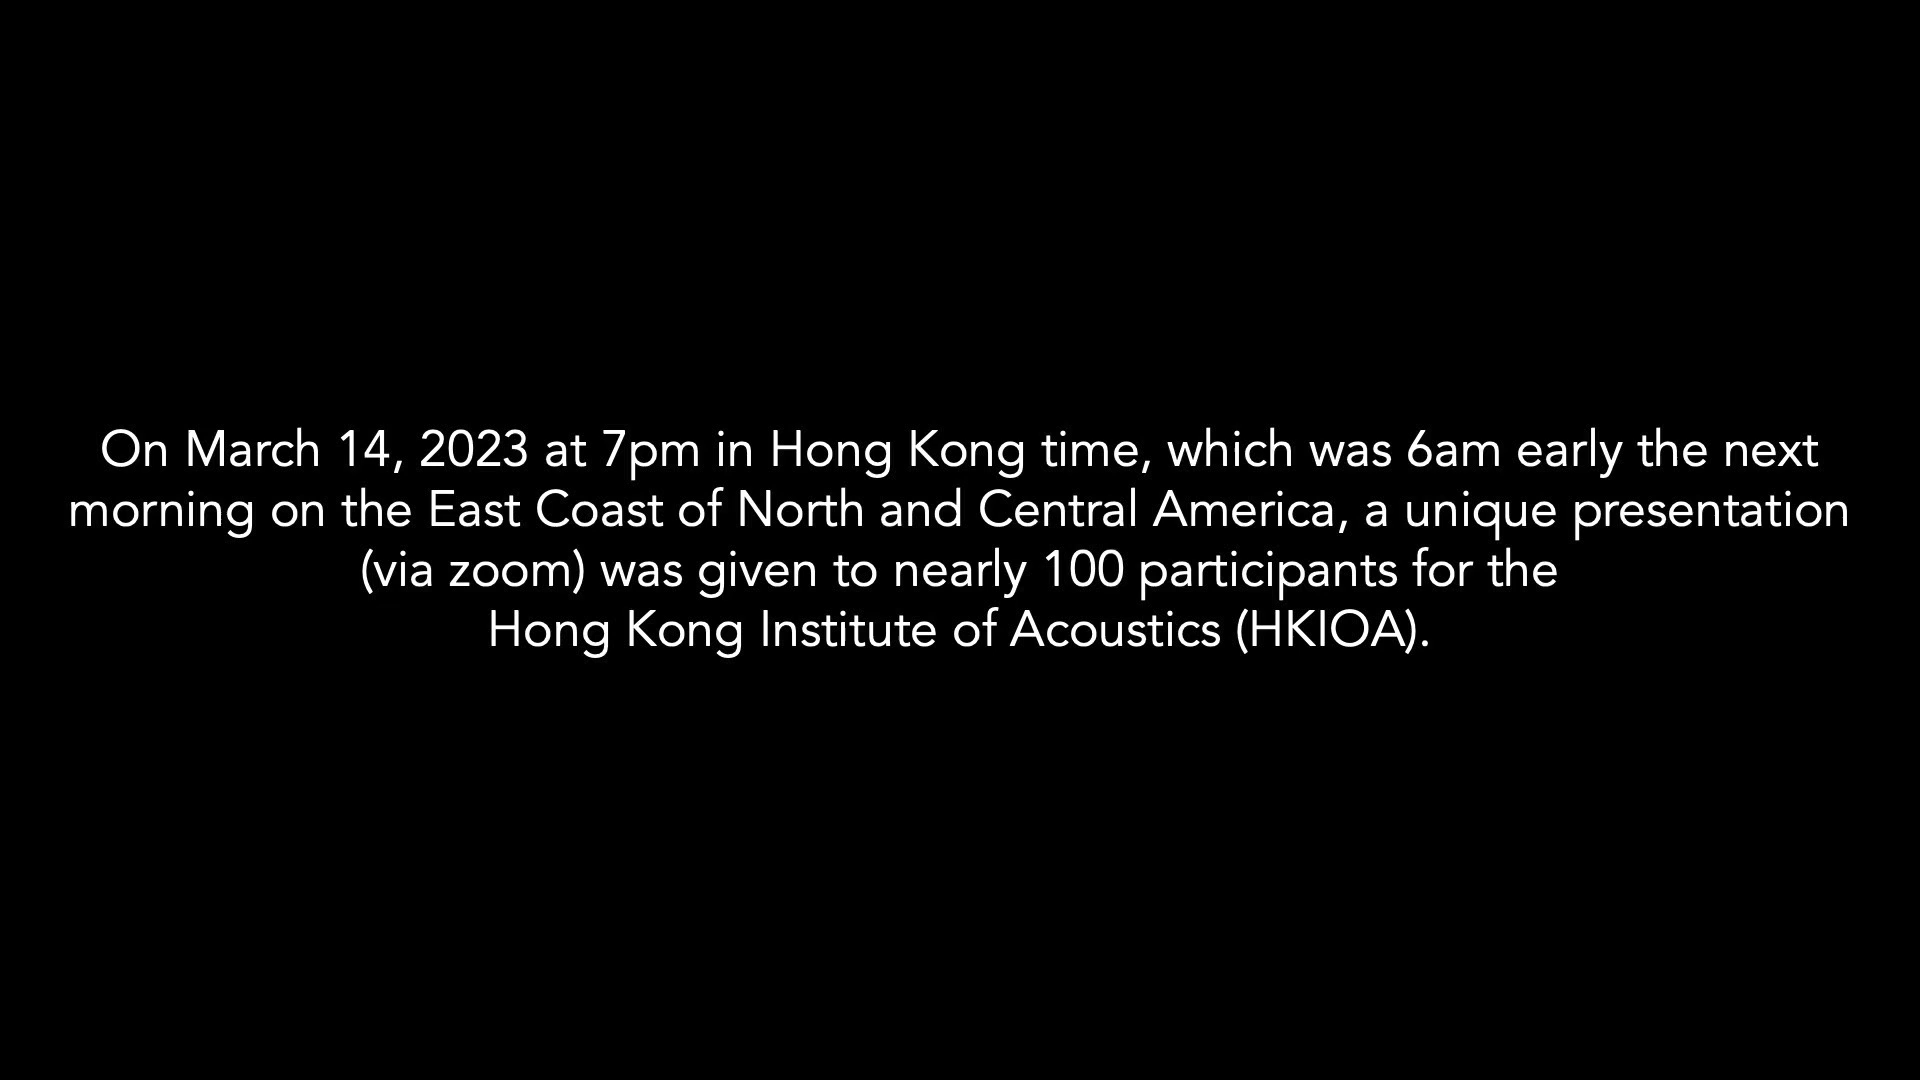 On March 14, 2023 at 7pm in Hong Kong time, which was 6am early the next
morning on the East Coast of North and Central America, a unique presentation
(via zoom) was given to nearly 100 participants for the
Hong Kong Institute of Acoustics (HKIOA).